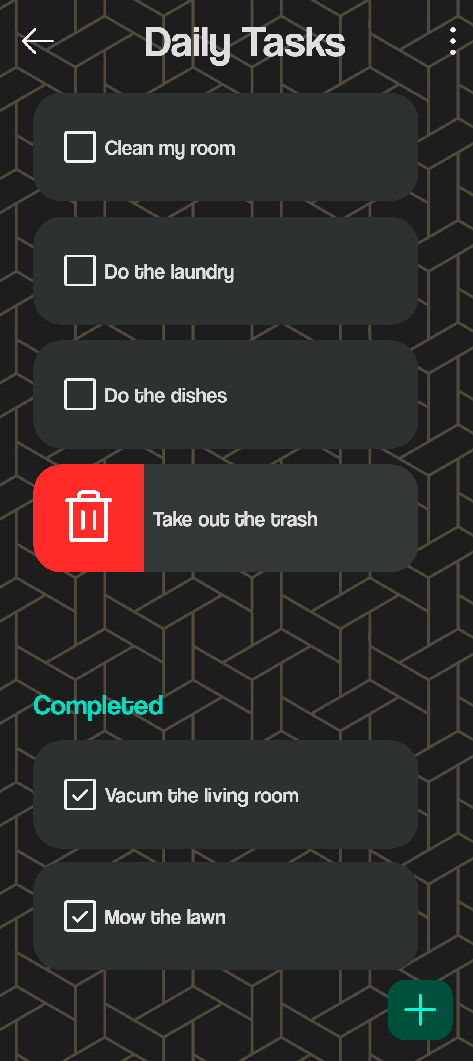 Daily Tasks
Clean my room
Do the laundry
Do the dishes
Take out the trash
Completed
Vacum the living room
Mow the lawn